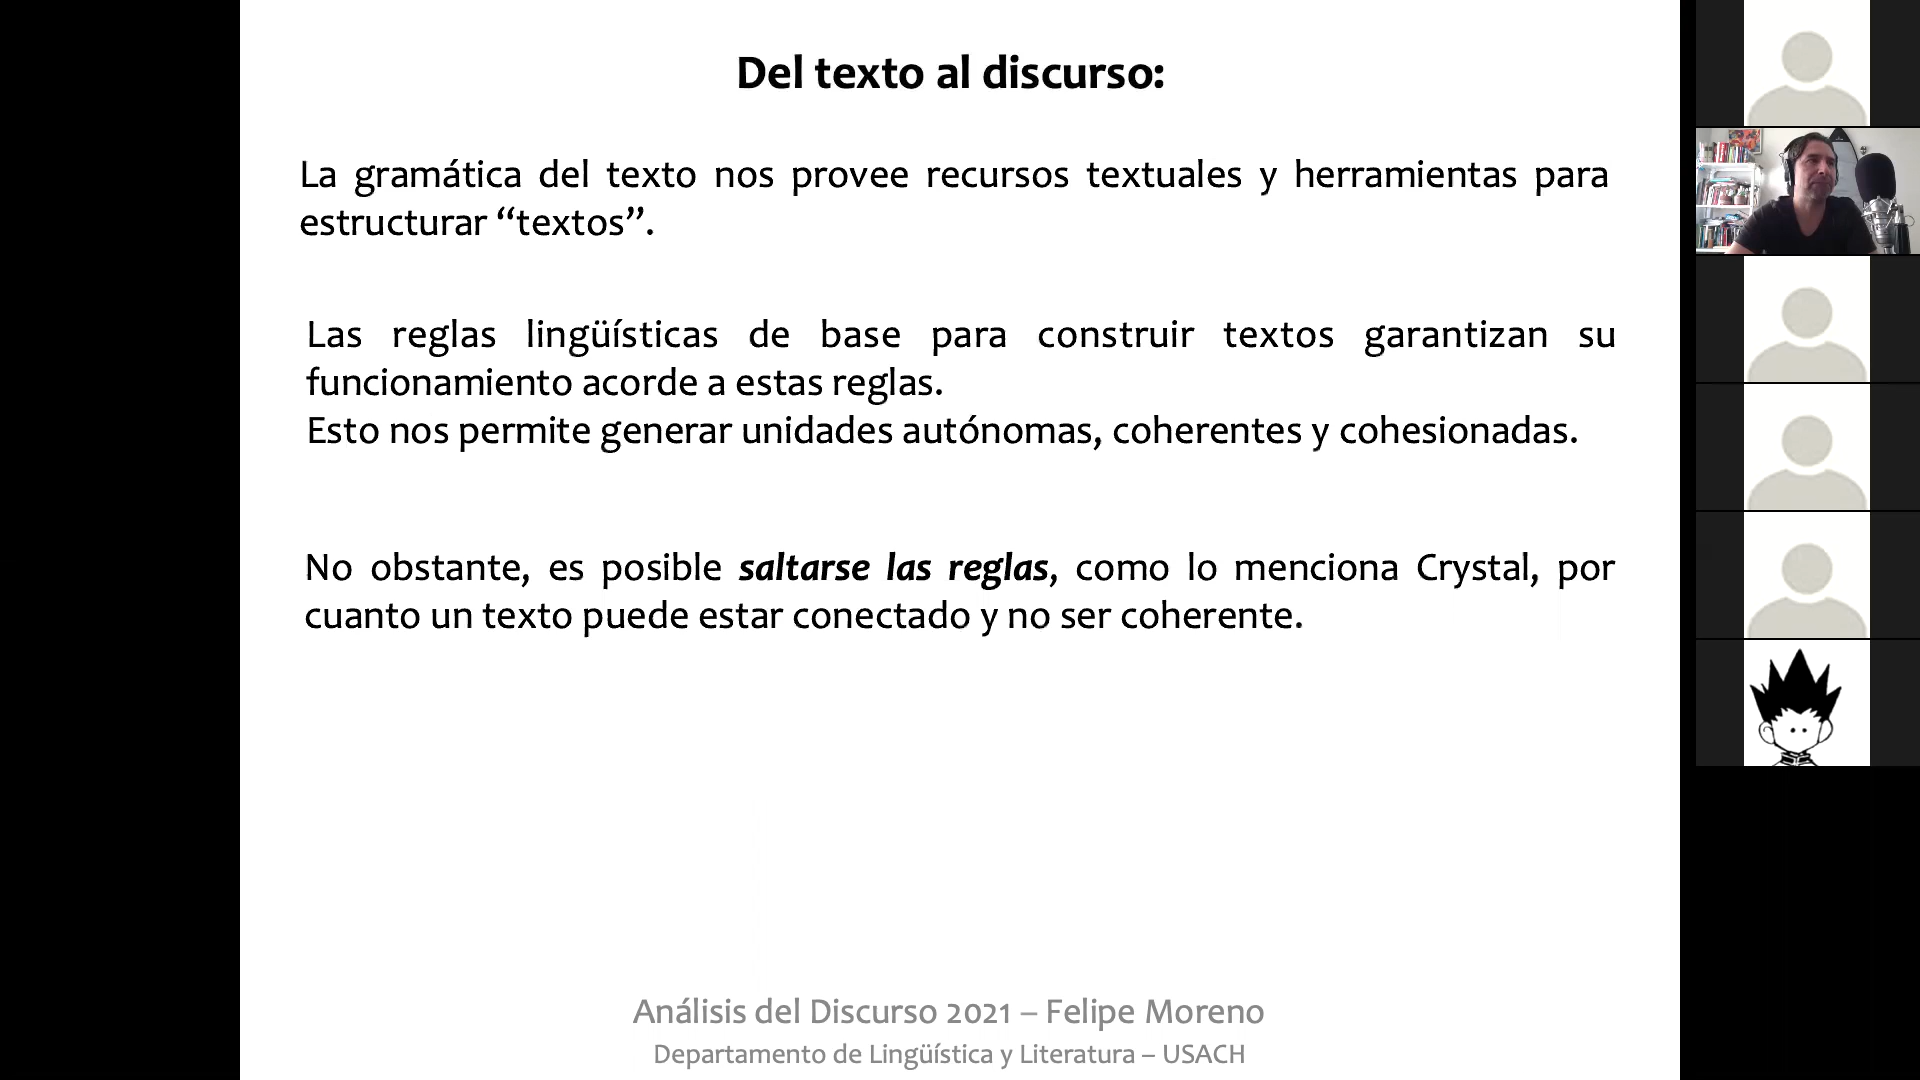 Del texto al discurso:
La gramática del texto nos provee recursos textuales y herramientas para
estructurar “textos”.
Las reglas lingüísticas de base para construir textos garantizan su
funcionamiento acorde a estas reglas.
Esto nos permite generar unidades autónomas, coherentes y cohesionadas.
No obstante, es posible saltarse las reglas, como lo menciona Crystal, por
cuanto un texto puede estar conectado y no ser coherente.
Análisis del Discurso 2021 – Felipe Moreno
Departamento de Lingüística y Literatura – USACH